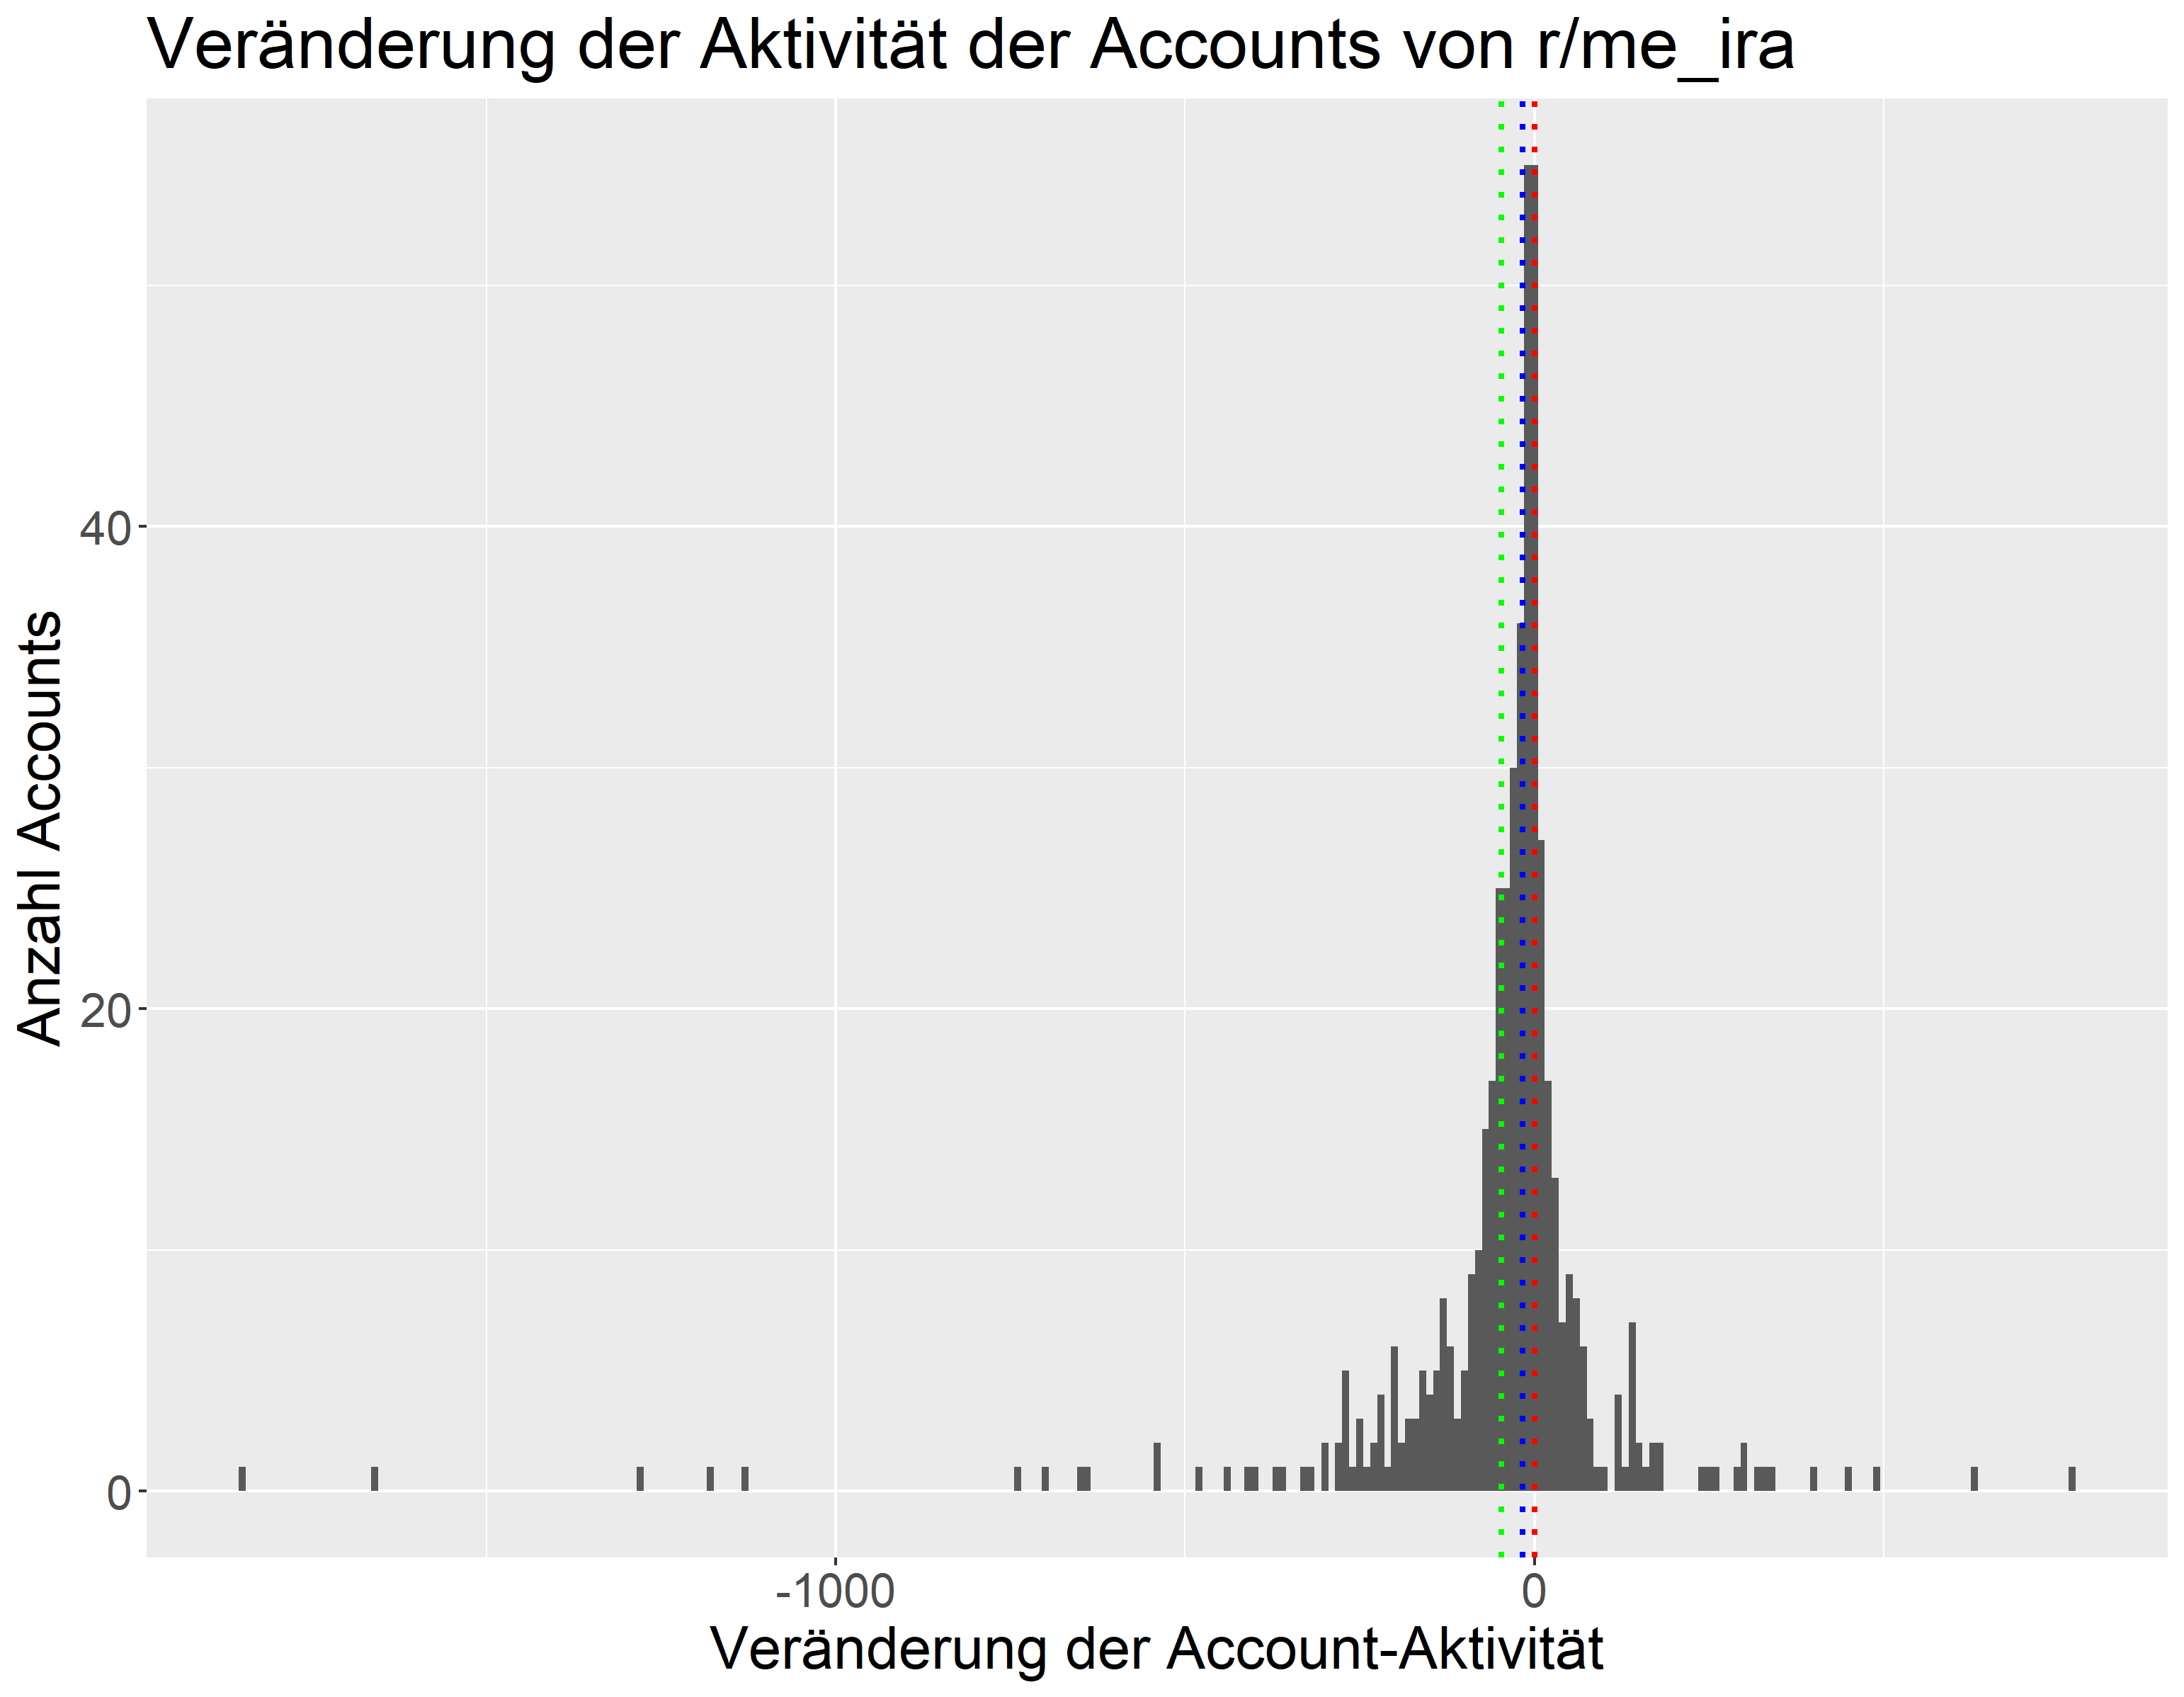 Veränderung der Aktivität der Accounts von r/me_ira
Anzahl Accounts
40
20
0
-1000
0
Veränderung der Account-Aktivität